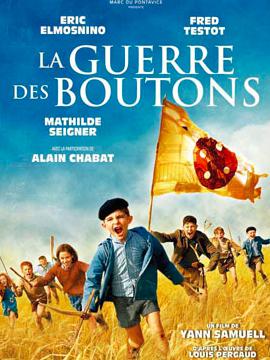 MARC DU PONTAVICE
PRÉSENTE
ERIC
ELMOSNINO
FRED
TESTOT
LA GUERRE
DES BOUTONS
MATHILDE
SEIGNER
AVEC LA PARTICIPATION DE
ALAIN CHABAT
UN FILM DE
YANN SAMUELL
D'APRÈS L'ŒUVRE DE
LOUIS PERGAUD